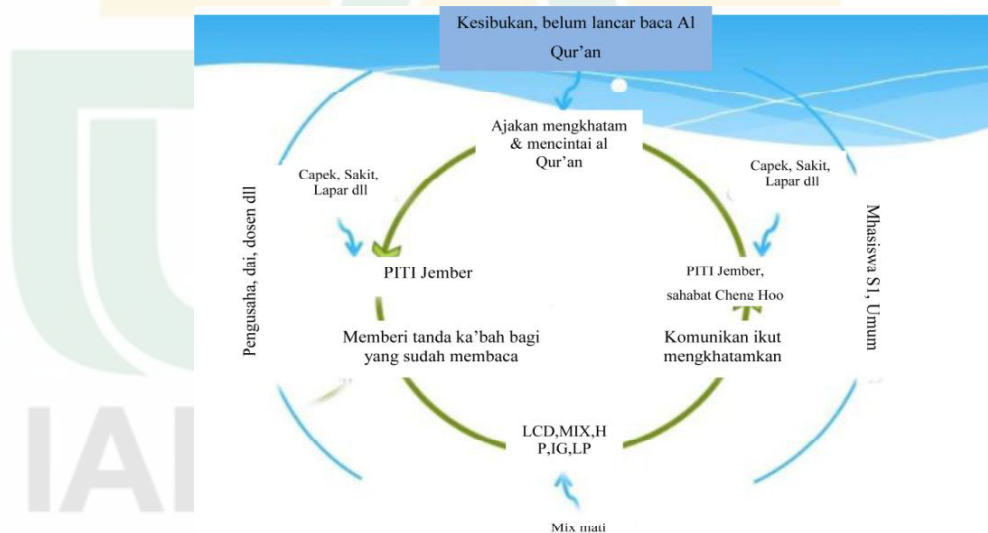 Kesibukan, belum lancar baca Al
Qur’an
Ajakan mengkhatam
& mencintai al
Qur’an
Capek, Sakit,
Lapar dll
Capek, Sakit,
Lapar dll
Pengusaha, dai, dosen dll
Mhasiswa S1, Umum
PITI Jember
PITI Jember,
sahabat Cheng Hoo
Memberi tanda ka’bah bagi
yang sudah membaca
Komunikan ikut
mengkhatamkan
LCD,MIX,H
P,IG,LP
Mix mati